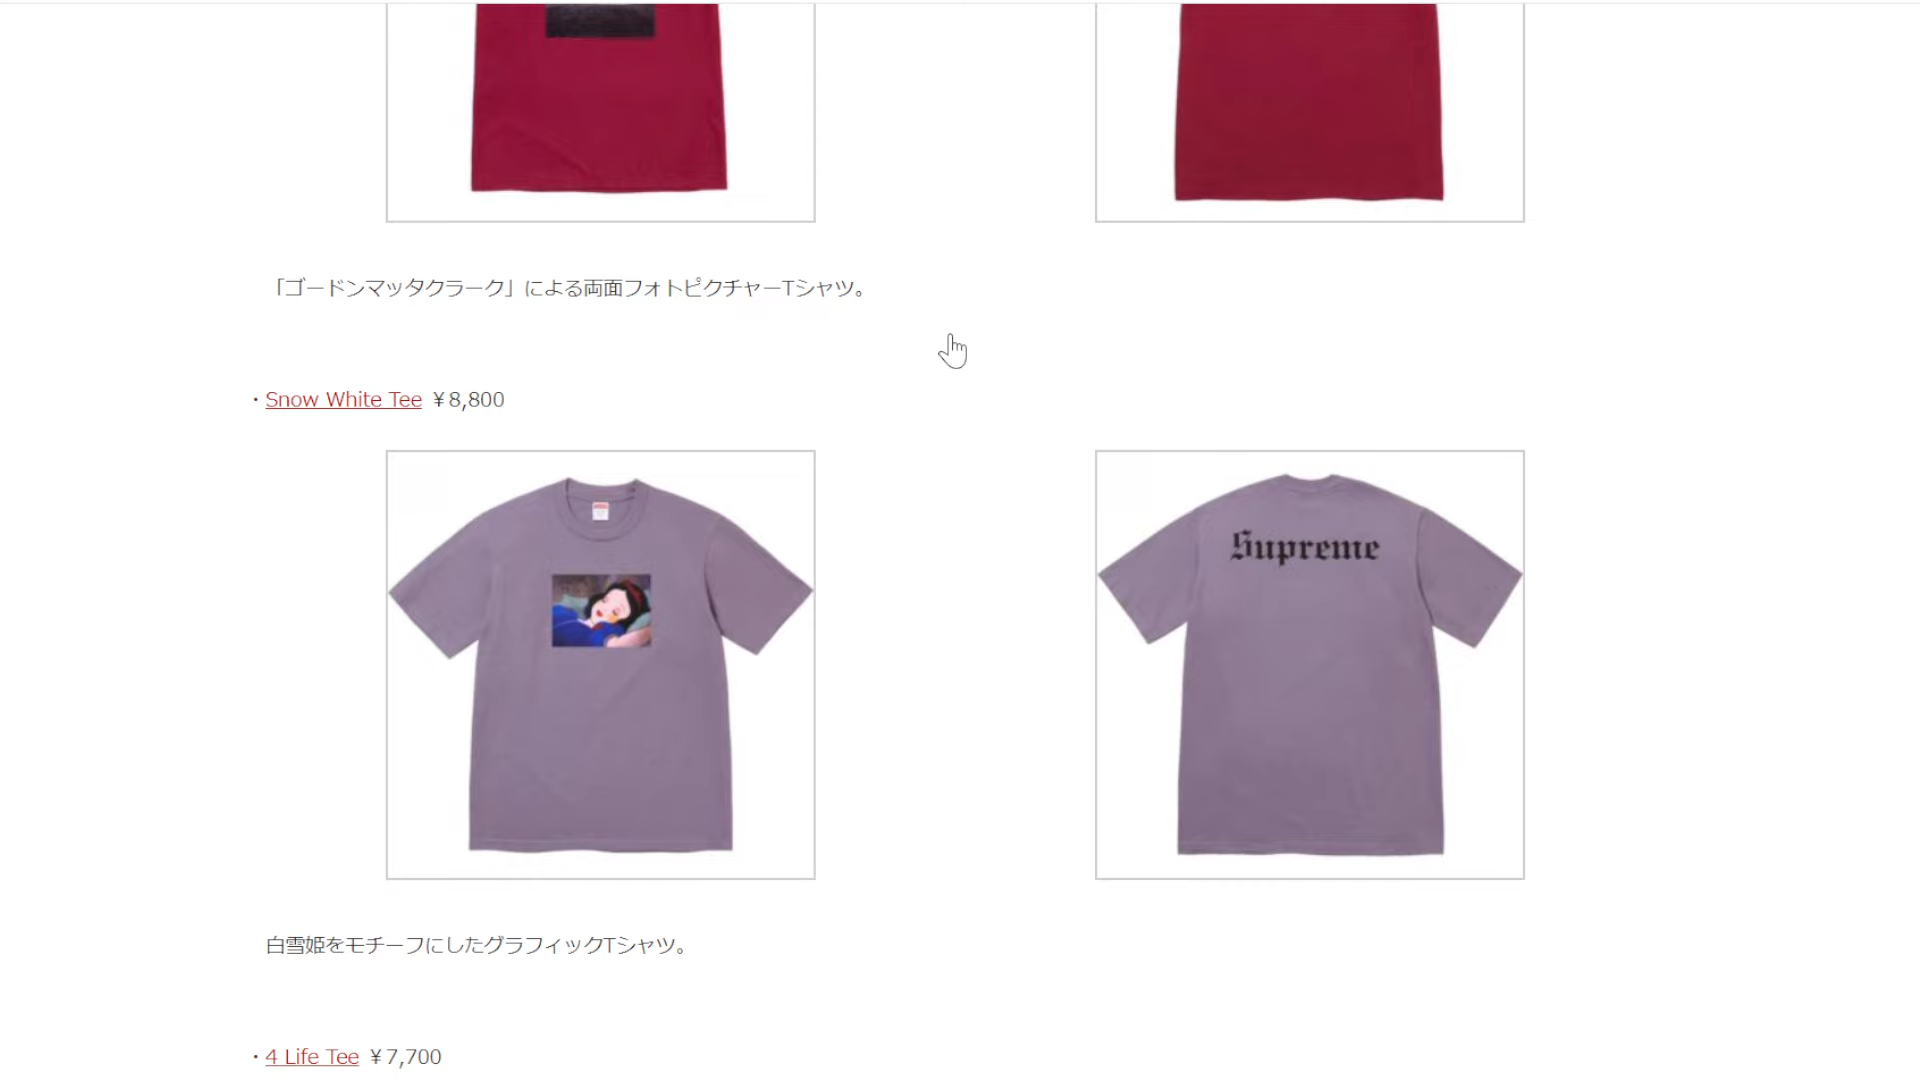 「ゴードンマッタクラーク」による両面フォトピクチャーTシャツ。
・Snow White Tee ¥8,800
Supreme
白雪姫をモチーフにしたグラフィックTシャツ。
・4 Life Tee ¥7,700